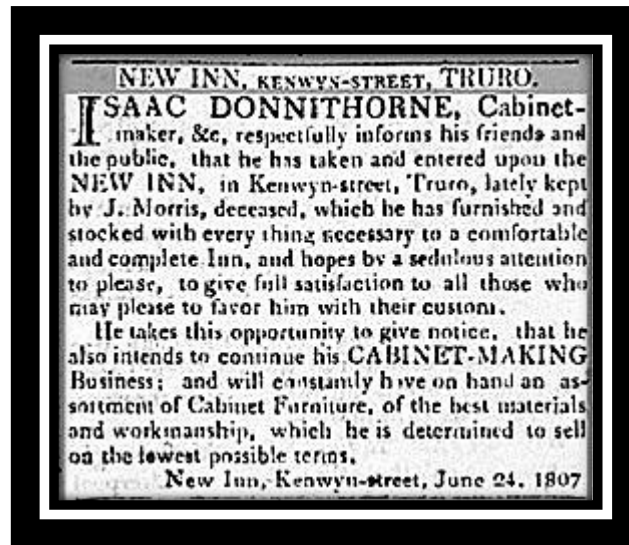 NEW INN, KENWYN-STREET, TRURO.
ISAAC DONNITHORNE, Cabinet-
maker, &c, respectfully informs his friends and
the public, that he has taken and entered upon the
NEW INN, in Kenwyn-street, Truro, lately kept
by J. Morris, deceased, which he has furnished and
stocked with every thing necessary to a comfortable
and complete Inn, and hopes by a sedulous attention
to please, to give full satisfaction to all those who
may please to favor him with their custom.
He takes this opportunity to give notice, that he
also intends to continue his CABINET-MAKING
Business; and will constantly have on hand an as-
sortment of Cabinet Furniture, of the best materials
and workmanship, which he is determined to sell
on the lowest possible terms.
New Inn, Kenwyn-street, June 24, 1807